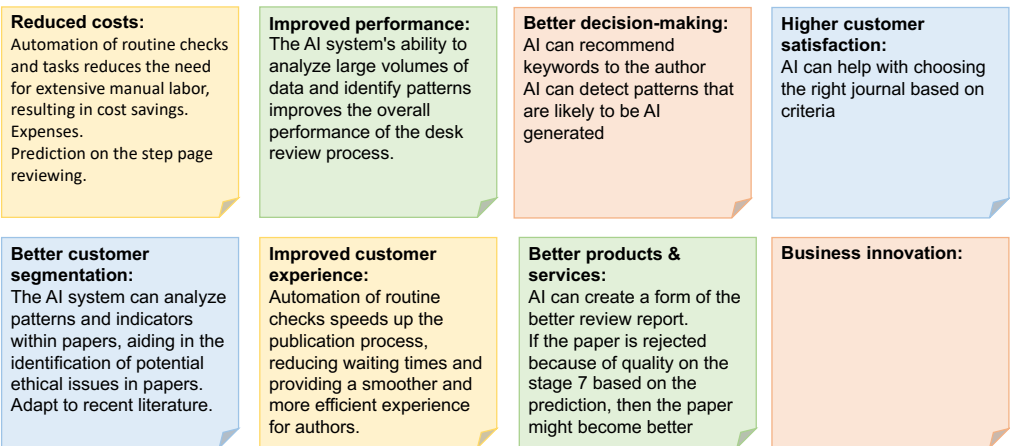 Reduced costs:
Automation of routine checks
and tasks reduces the need
for extensive manual labor,
resulting in cost savings.
Expenses.
Prediction on the step page
reviewing.
Improved performance:
The AI system's ability to
analyze large volumes of
data and identify patterns
improves the overall
performance of the desk
review process.
Better decision-making:
AI can recommend
keywords to the author
AI can detect patterns that
are likely to be AI
generated
Higher customer
satisfaction:
AI can help with choosing
the right journal based on
criteria
Better customer
segmentation:
The AI system can analyze
patterns and indicators
within papers, aiding in the
identification of potential
ethical issues in papers.
Adapt to recent literature.
Improved customer
experience:
Automation of routine
checks speeds up the
publication process,
reducing waiting times and
providing a smoother and
more efficient experience
for authors.
Better products &
services:
AI can create a form of the
better review report.
If the paper is rejected
because of quality on the
stage 7 based on the
prediction, then the paper
might become better
Business innovation: